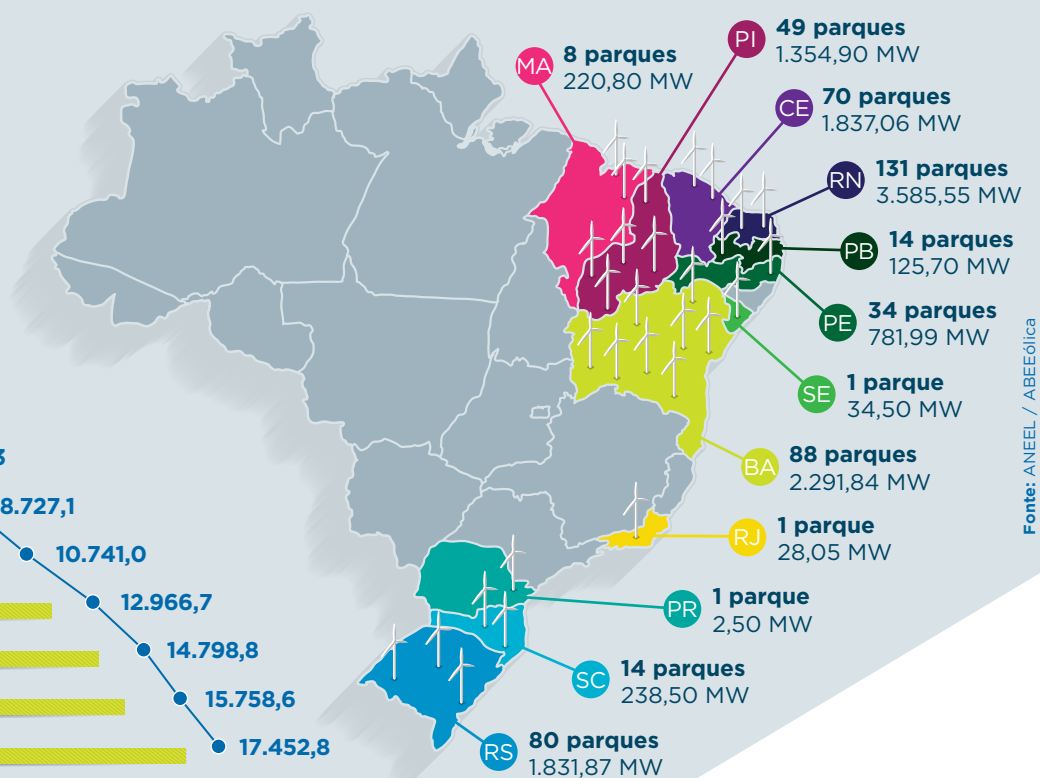 MA
8 parques
220,80 MW
PI
49 parques
1.354,90 MW
CE
70 parques
1.837,06 MW
RN
131 parques
3.585,55 MW
PB
14 parques
125,70 MW
PE
34 parques
781,99 MW
SE
1 parque
34,50 MW
BA
88 parques
2.291,84 MW
RJ
1 parque
28,05 MW
PR
1 parque
2,50 MW
SC
14 parques
238,50 MW
RS
80 parques
1.831,87 MW
3
8.727,1
10.741,0
12.966,7
14.798,8
15.758,6
17.452,8
Fonte: ANEEL / ABEEólica